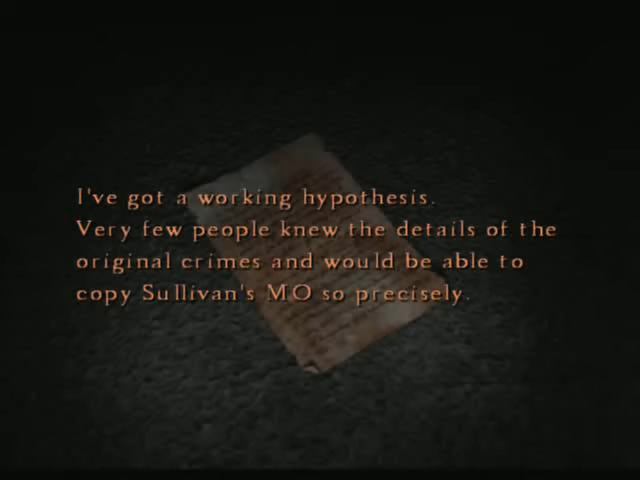 I've got a working hypothesis.
Very few people knew the details of the
original crimes and would be able to
copy Sullivan's MO so precisely.